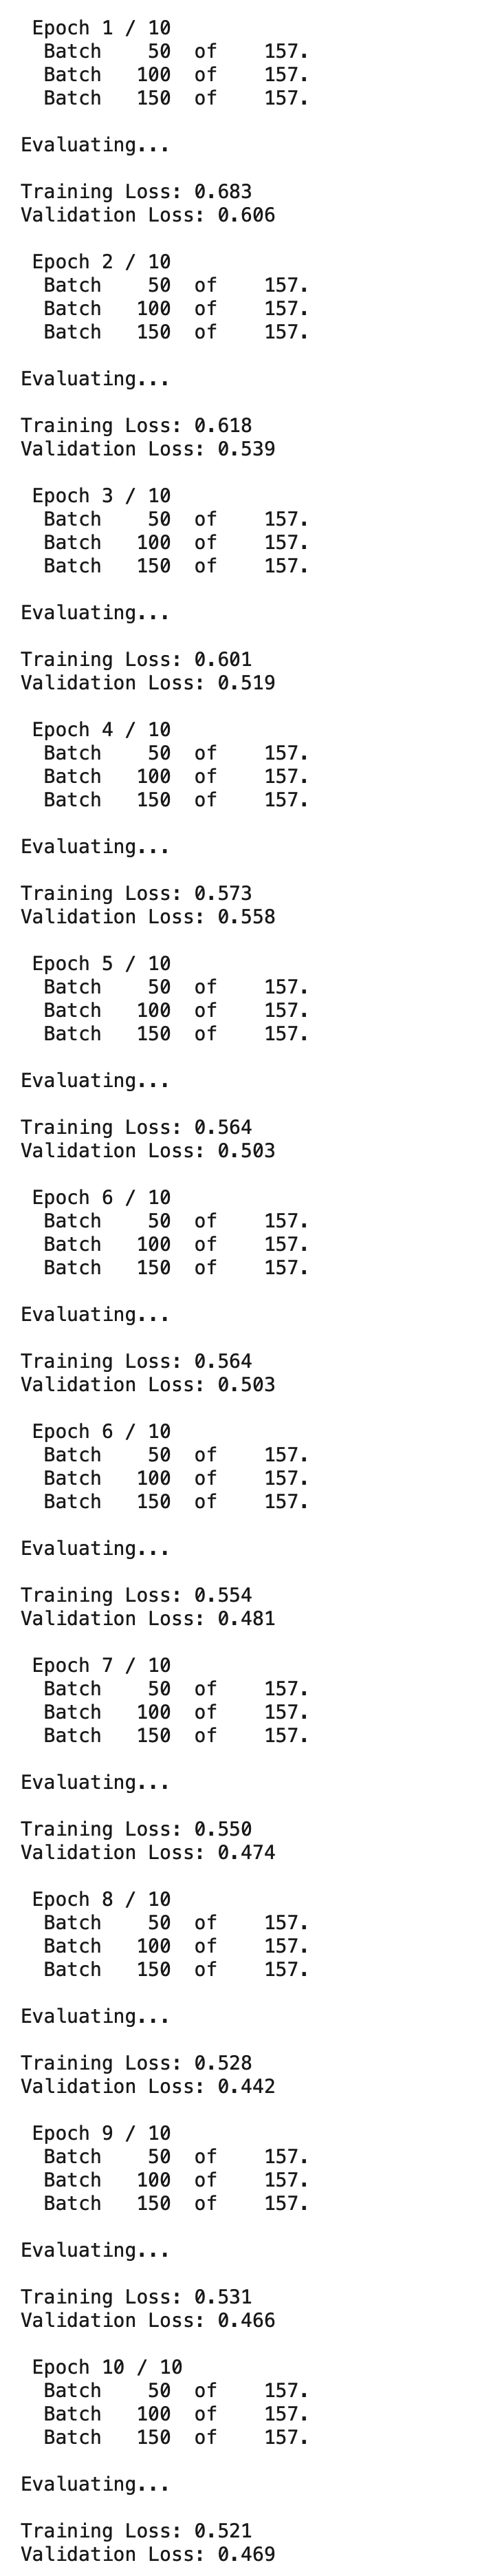 Epoch 1 / 10
Batch 50 of 157.
Batch 100 of 157.
Batch 150 of 157.
Evaluating...
Training Loss: 0.683
Validation Loss: 0.606
Epoch 2 / 10
Batch 50 of 157.
Batch 100 of 157.
Batch 150 of 157.
Evaluating...
Training Loss: 0.618
Validation Loss: 0.539
Epoch 3 / 10
Batch 50 of 157.
Batch 100 of 157.
Batch 150 of 157.
Evaluating...
Training Loss: 0.601
Validation Loss: 0.519
Epoch 4 / 10
Batch 50 of 157.
Batch 100 of 157.
Batch 150 of 157.
Evaluating...
Training Loss: 0.573
Validation Loss: 0.558
Epoch 5 / 10
Batch 50 of 157.
Batch 100 of 157.
Batch 150 of 157.
Evaluating...
Training Loss: 0.564
Validation Loss: 0.503
Epoch 6 / 10
Batch 50 of 157.
Batch 100 of 157.
Batch 150 of 157.
Evaluating...
Training Loss: 0.564
Validation Loss: 0.503
Epoch 6 / 10
Batch 50 of 157.
Batch 100 of 157.
Batch 150 of 157.
Evaluating...
Training Loss: 0.554
Validation Loss: 0.481
Epoch 7 / 10
Batch 50 of 157.
Batch 100 of 157.
Batch 150 of 157.
Evaluating...
Training Loss: 0.550
Validation Loss: 0.474
Epoch 8 / 10
Batch 50 of 157.
Batch 100 of 157.
Batch 150 of 157.
Evaluating...
Training Loss: 0.528
Validation Loss: 0.442
Epoch 9 / 10
Batch 50 of 157.
Batch 100 of 157.
Batch 150 of 157.
Evaluating...
Training Loss: 0.531
Validation Loss: 0.466
Epoch 10 / 10
Batch 50 of 157.
Batch 100 of 157.
Batch 150 of 157.
Evaluating...
Training Loss: 0.521
Validation Loss: 0.469